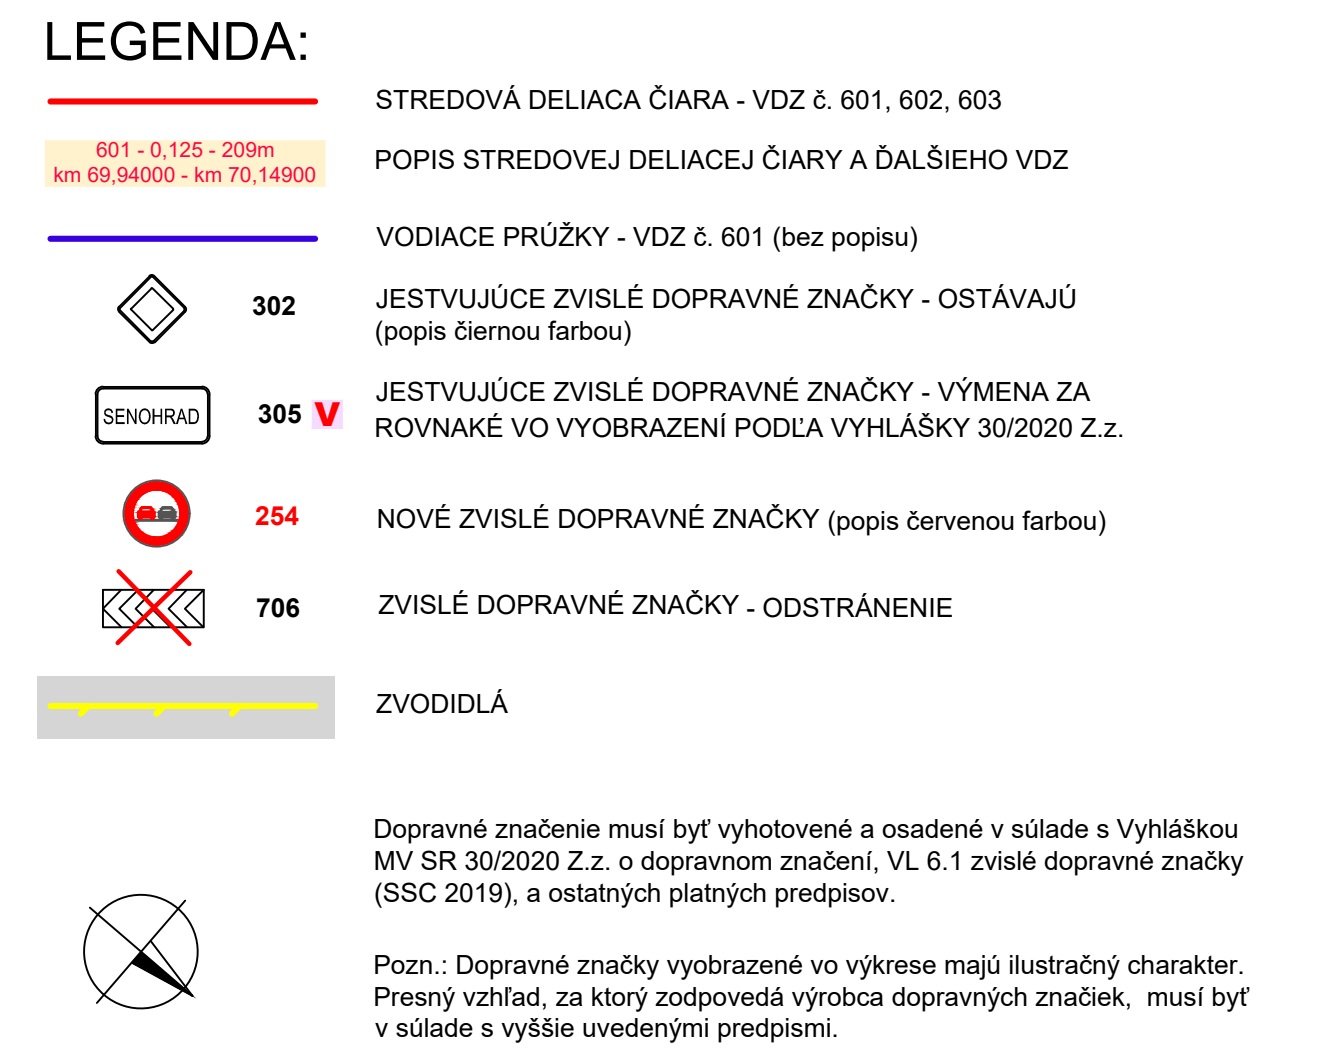 LEGENDA:
STREDOVÁ DELIACA ČIARA - VDZ č. 601, 602, 603
601 - 0,125 - 209m
km 69,94000 - km 70,14900
POPIS STREDOVEJ DELIACEJ ČIARY A ĎALŠIEHO VDZ
VODIACE PRÚŽKY - VDZ č. 601 (bez popisu)
302
JESTVUJÚCE ZVISLÉ DOPRAVNÉ ZNAČKY - OSTÁVAJÚ
(popis čiernou farbou)
SENOHRAD
305 V
JESTVUJÚCE ZVISLÉ DOPRAVNÉ ZNAČKY - VÝMENA ZA
ROVNAKÉ VO VYOBRAZENÍ PODĽA VYHLÁŠKY 30/2020 Z.z.
254
NOVÉ ZVISLÉ DOPRAVNÉ ZNAČKY (popis červenou farbou)
706
ZVISLÉ DOPRAVNÉ ZNAČKY - ODSTRÁNENIE
ZVODIDLÁ
Dopravné značenie musí byť vyhotovené a osadené v súlade s Vyhláškou
MV SR 30/2020 Z.z. o dopravnom značení, VL 6.1 zvislé dopravné značky
(SSC 2019), a ostatných platných predpisov.
Pozn.: Dopravné značky vyobrazené vo výkrese majú ilustračný charakter.
Presný vzhľad, za ktorý zodpovedá výrobca dopravných značiek, musí byť
v súlade s vyššie uvedenými predpismi.